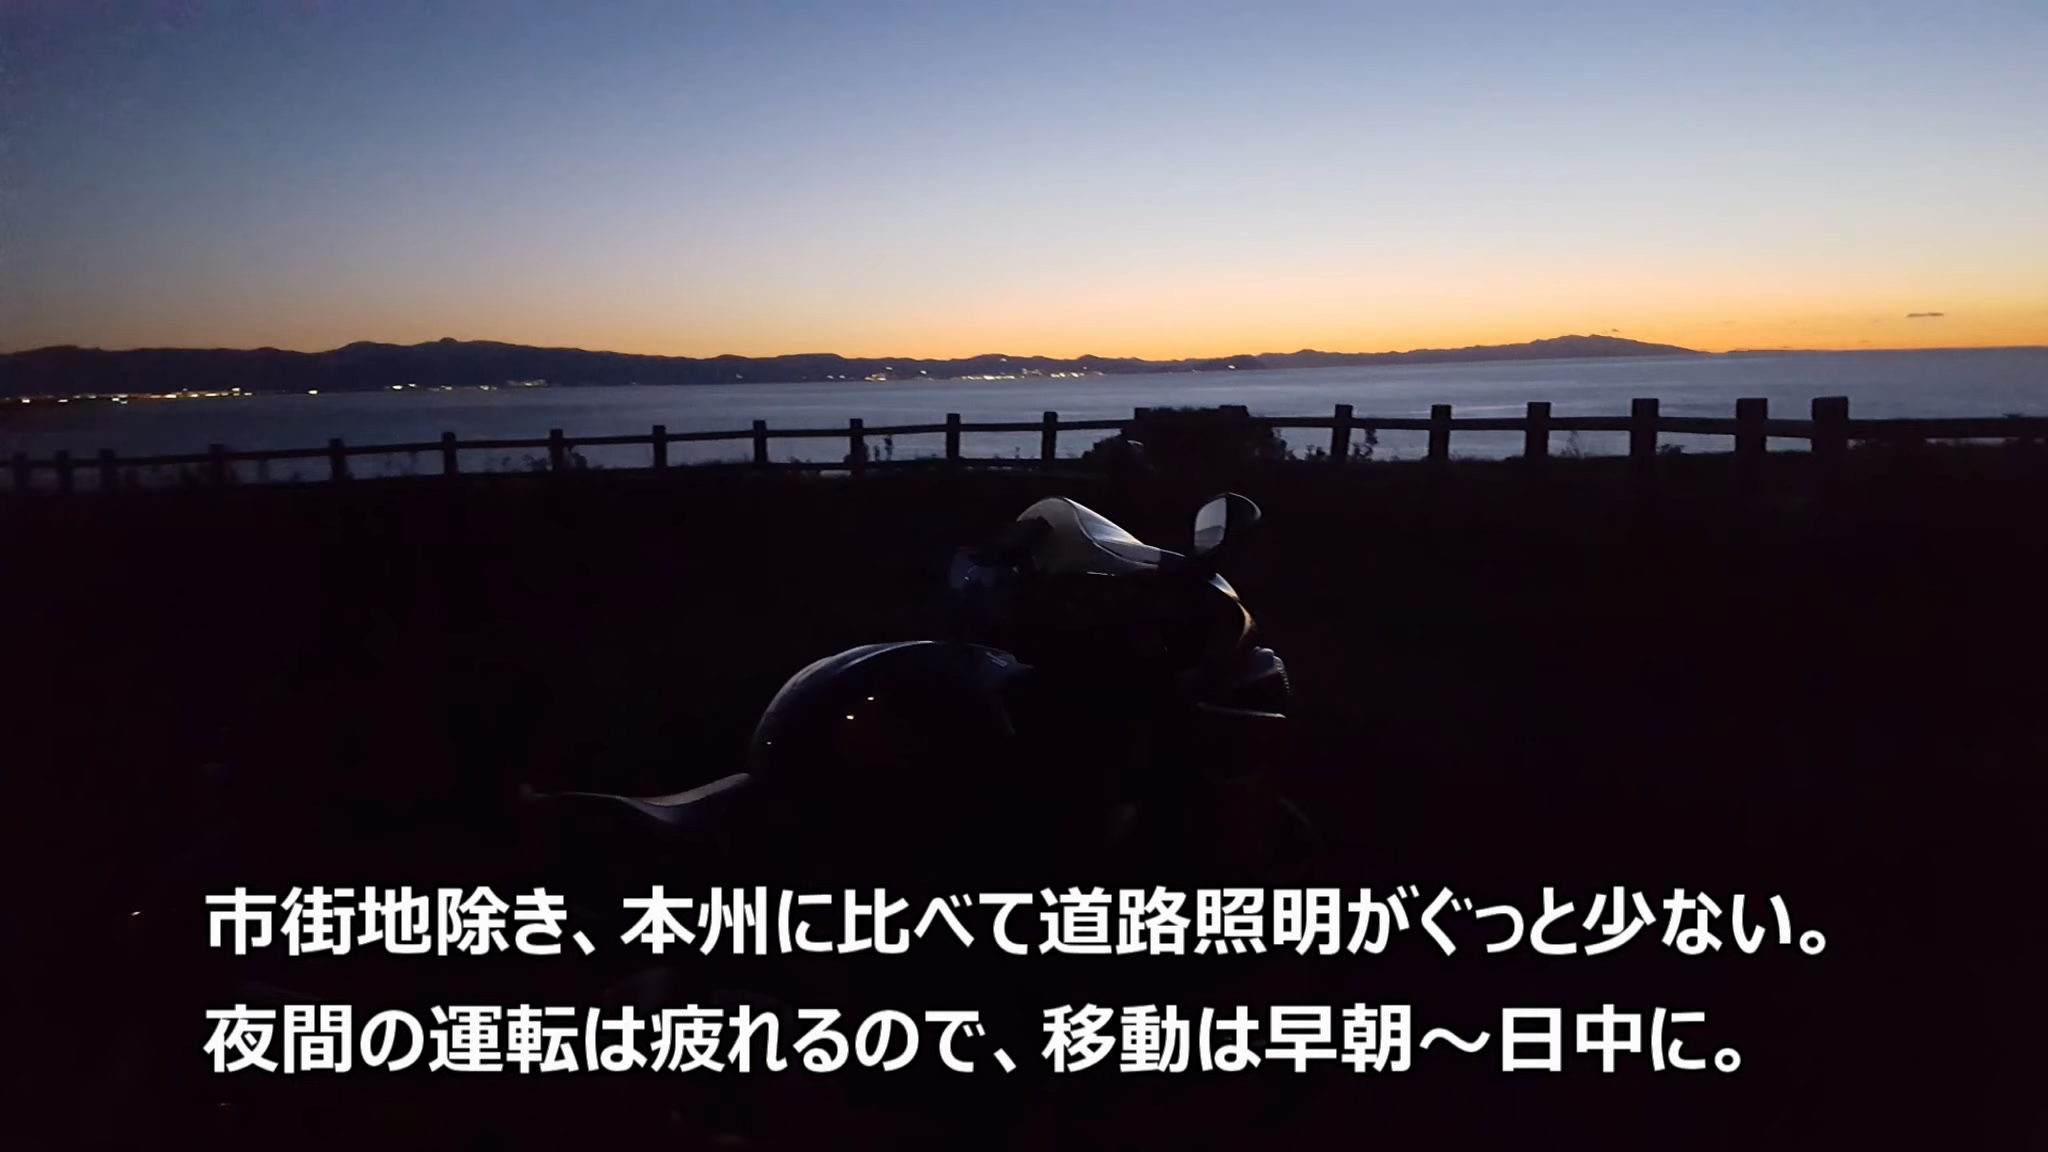 市街地除き、本州に比べて道路照明がぐっと少ない。
夜間の運転は疲れるので、移動は早朝～日中に。